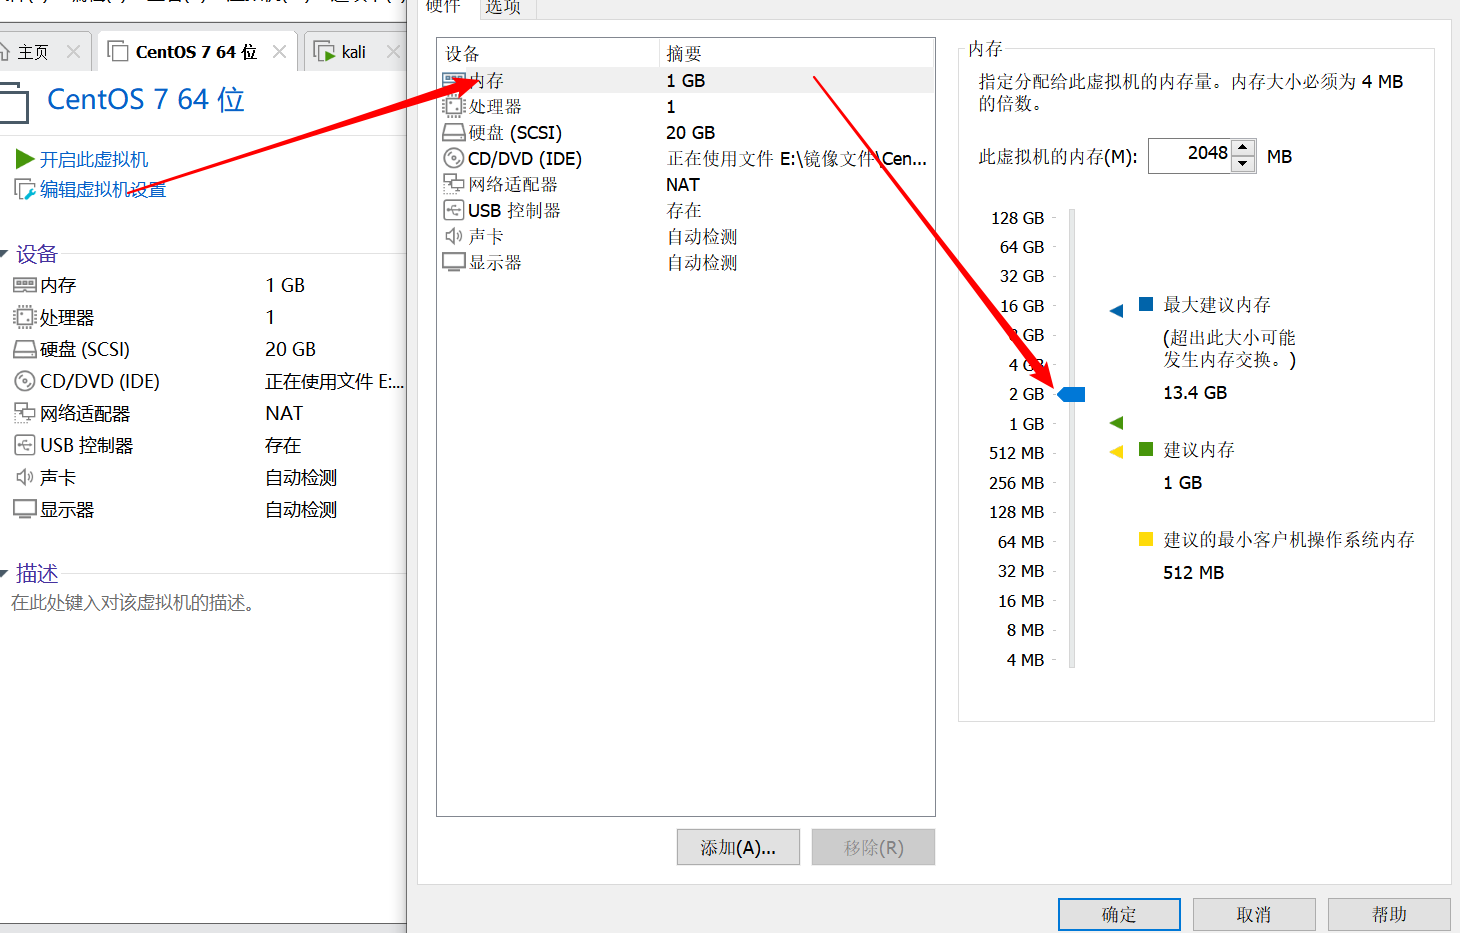 硬件
选项
主页
CentOS 7 64 位
kali
CentOS 7 64 位
开启此虚拟机
编辑虚拟机设置
设备
内存 1 GB
处理器 1
硬盘 (SCSI) 20 GB
CD/DVD (IDE) 正在使用文件 E:...
网络适配器 NAT
USB 控制器 存在
声卡 自动检测
显示器 自动检测
描述
在此处键入对该虚拟机的描述。
设备 摘要
内存 1 GB
处理器 1
硬盘 (SCSI) 20 GB
CD/DVD (IDE) 正在使用文件 E:\镜像文件\Cen...
网络适配器 NAT
USB 控制器 存在
声卡 自动检测
显示器 自动检测
添加(A)...
移除(R)
内存
指定分配给此虚拟机的内存量。内存大小必须为 4 MB
的倍数。
此虚拟机的内存(M): 2048 MB
128 GB
64 GB
32 GB
16 GB
8 GB
4 GB
2 GB
1 GB
512 MB
256 MB
128 MB
64 MB
32 MB
16 MB
8 MB
4 MB
最大建议内存
(超出此大小可能
发生内存交换。)
13.4 GB
建议内存
1 GB
建议的最小客户机操作系统内存
512 MB
确定
取消
帮助